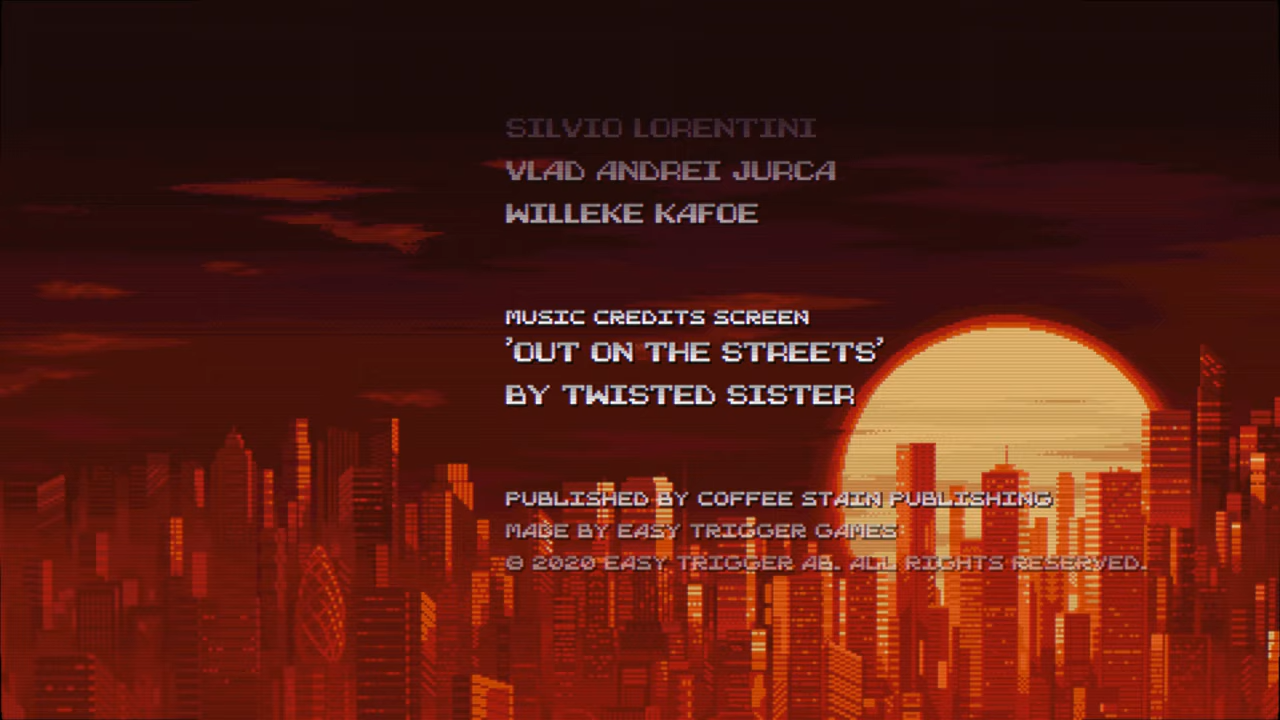 SILVIO LORENTINI
VLAD ANDREI JURCA
WILLEKE KAFOE
MUSIC CREDITS SCREEN
'OUT ON THE STREETS'
BY TWISTED SISTER
PUBLISHED BY COFFEE STAIN PUBLISHING
MADE BY EASY TRIGGER GAMES
© 2020 EASY TRIGGER AB. ALL RIGHTS RESERVED.